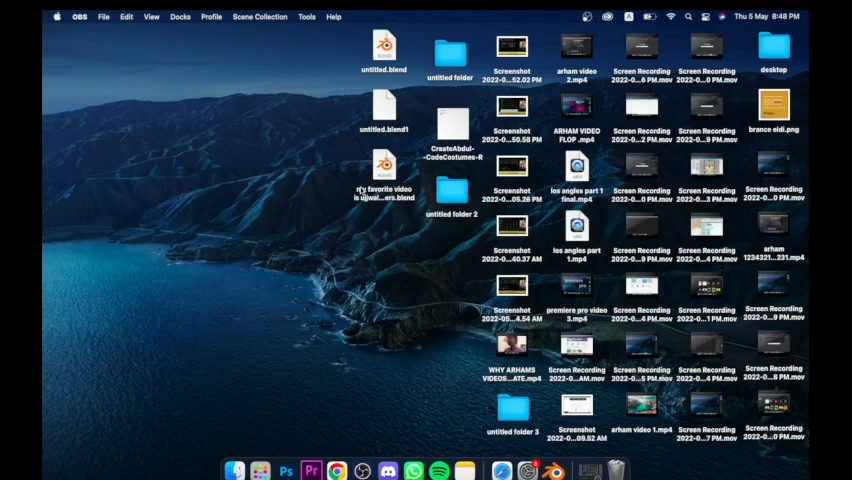 OBS File Edit View Docks Profile Scene Collection Tools Help
A
Thu 5 May 8:48 PM
untitled.blend
untitled.blend1
is ujjwal...ers.blend
untitled folder
CreateAbdul-
-CodeCostumes-R
untitled folder 2
Screenshot
2022-0...52.02 PM
Screenshot
2022-0...50.58 PM
Screenshot
2022-0...05.26 PM
Screenshot
2022-0...40.37 AM
Screenshot
2022-05...4.54 AM
WHY ARHAMS
VIDEOS...ATE.mp4
untitled folder 3
arham video
2.mp4
ARHAM VIDEO
FLOP .mp4
los angles part 1
final.mp4
los angles part
1.mp4
premiere pro video
3.mp4
Screen Recording
2022-0...AM.mov
Screenshot
2022-0...09.52 AM
Screen Recording
2022-0...6 PM.mov
Screen Recording
2022-0...2 PM.mov
Screen Recording
2022-0...0 PM.mov
Screen Recording
2022-0...0 PM.mov
Screen Recording
2022-0...4 PM.mov
Screen Recording
2022-0...5 PM.mov
arham video 1.mp4
Screen Recording
2022-0...0 PM.mov
Screen Recording
2022-0...9 PM.mov
Screen Recording
2022-0...3 PM.mov
Screen Recording
2022-0...4 PM.mov
Screen Recording
2022-0...1 PM.mov
Screen Recording
2022-0...4 PM.mov
Screen Recording
2022-0...7 PM.mov
desktop
brance eidi.png
Screen Recording
2022-0...0 PM.mov
arham
1234321...231.mp4
Screen Recording
2022-0...9 PM.mov
Screen Recording
2022-0...8 PM.mov
Screen Recording
2022-0...0 PM.mov
Ps
Pr